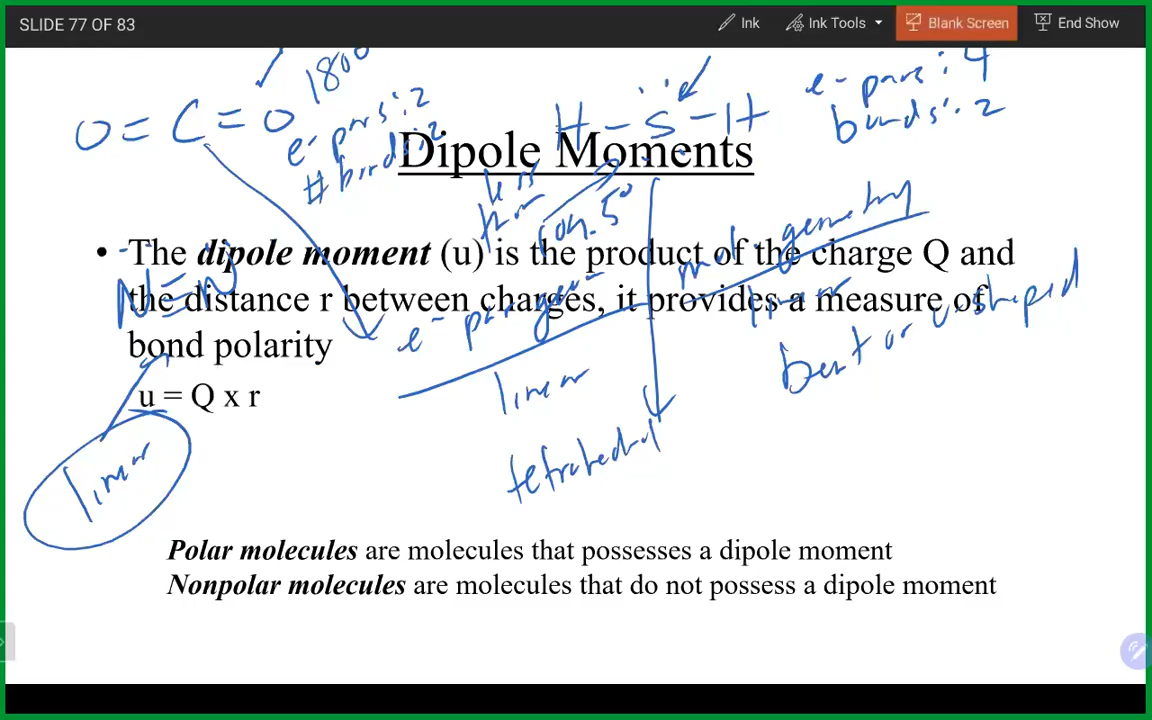 SLIDE 77 OF 83
Ink
Ink Tools
Blank Screen
End Show
O = C = O
180°
e- pairs: 2
# bonds: 2
H - S - H
e- pairs: 4
bonds: 2
Dipole Moments
less
than
109.5°
mol. geometry
• The dipole moment (u) is the product of the charge Q and
the distance r between charges, it provides a measure of
bond polarity
N≡N
e- pair geom
linear
linear
bent or v-shaped
u = Q x r
tetrahedral
linear
Polar molecules are molecules that possesses a dipole moment
Nonpolar molecules are molecules that do not possess a dipole moment